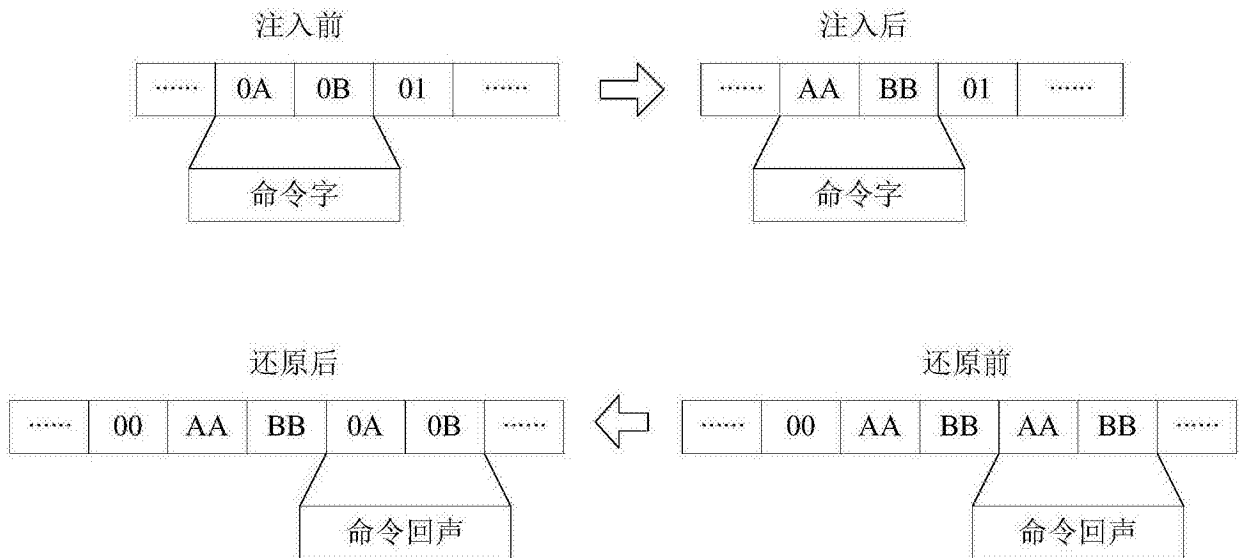 注入前 注入后
…… 0A 0B 01 …… …… AA BB 01 ……
命令字 命令字
还原后 还原前
…… 00 AA BB 0A 0B …… …… 00 AA BB AA BB ……
命令回声 命令回声